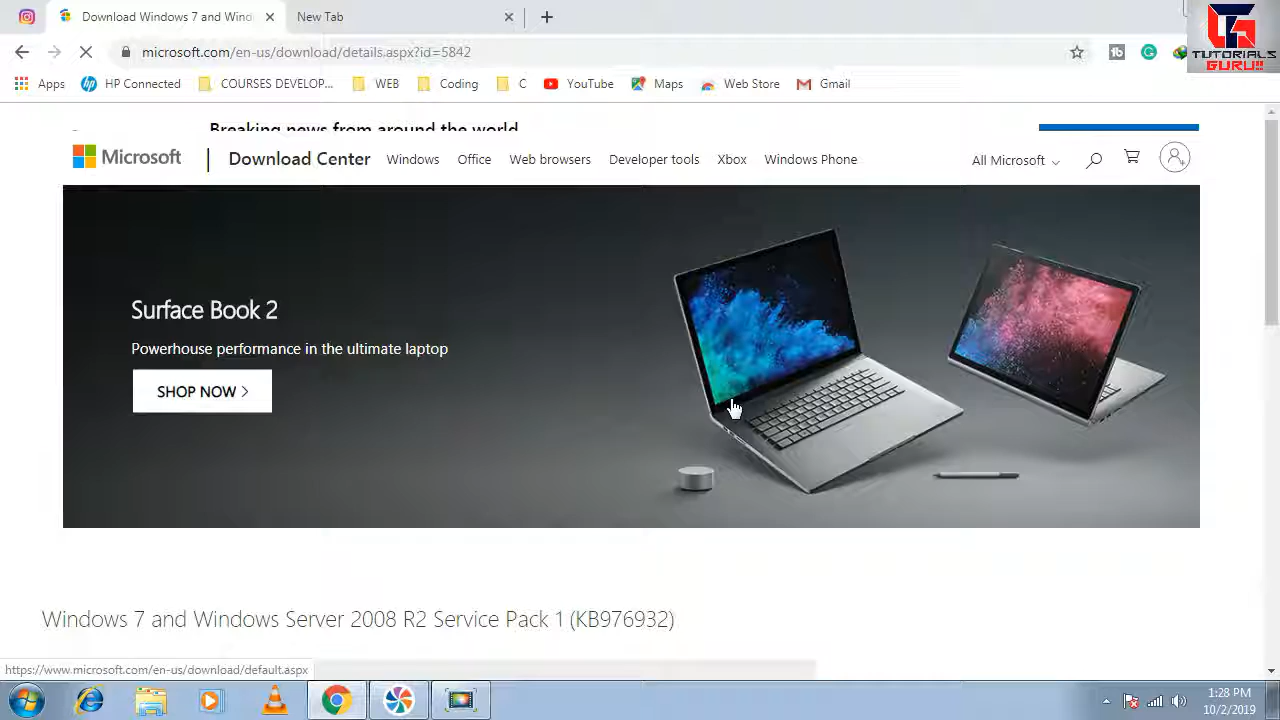 Download Windows 7 and Wind
New Tab
microsoft.com/en-us/download/details.aspx?id=5842
TUTORIALS
GURU!!
Apps
HP Connected
COURSES DEVELOP...
WEB
Coding
C
YouTube
Maps
Web Store
Gmail
Breaking news from around the world
Microsoft
Download Center
Windows
Office
Web browsers
Developer tools
Xbox
Windows Phone
All Microsoft
Surface Book 2
Powerhouse performance in the ultimate laptop
SHOP NOW >
Windows 7 and Windows Server 2008 R2 Service Pack 1 (KB976932)
https://www.microsoft.com/en-us/download/default.aspx
1:28 PM
10/2/2019